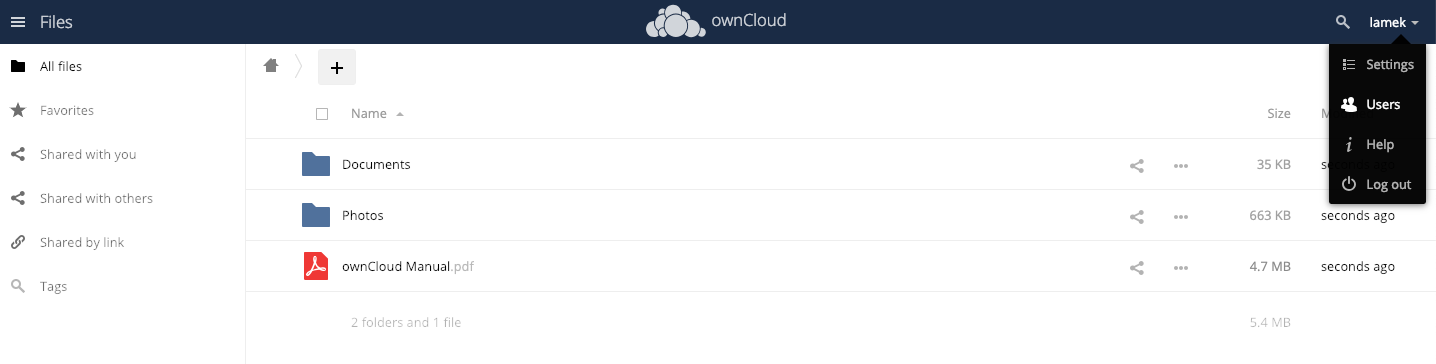 Files
ownCloud
lamek
All files
Favorites
Shared with you
Shared with others
Shared by link
Tags
Name
Size
Documents
35 KB
Photos
663 KB
seconds ago
ownCloud Manual.pdf
4.7 MB
seconds ago
2 folders and 1 file
5.4 MB
Settings
Users
Help
Log out